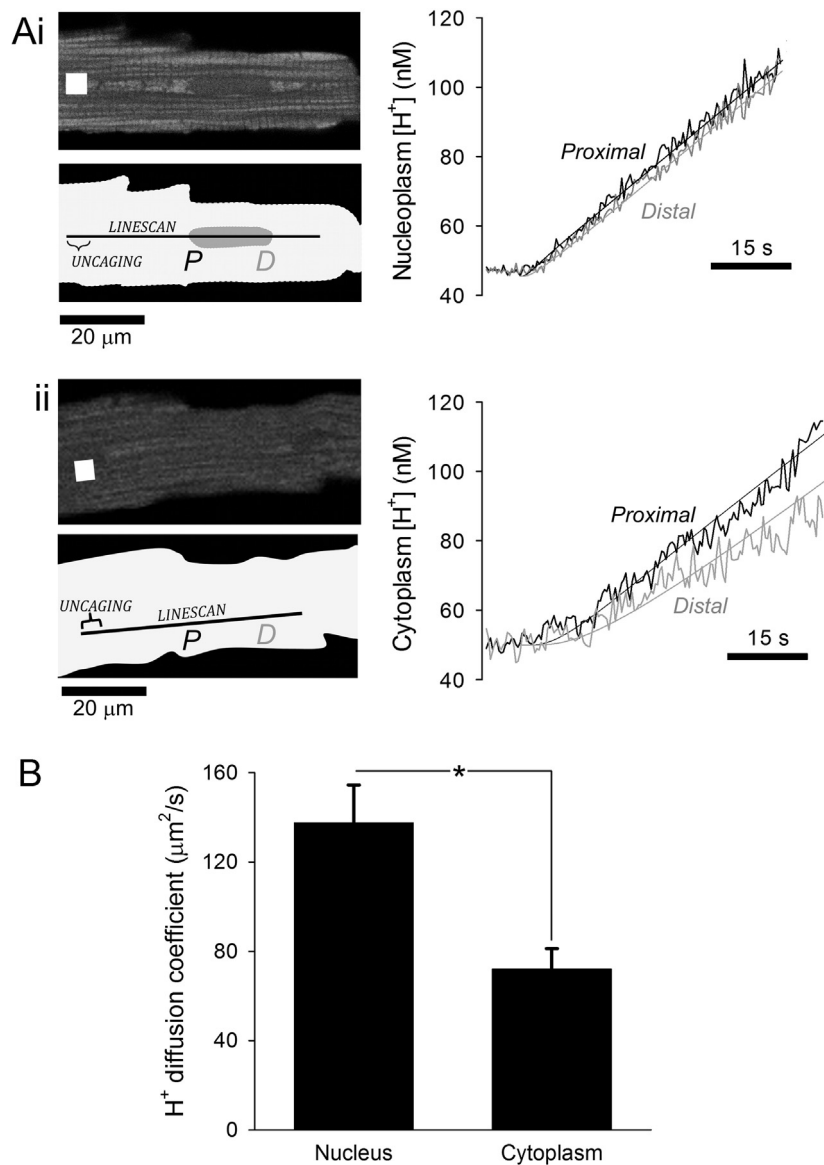 Ai
LINESCAN
UNCAGING
P D
20 μm
Nucleoplasm [H+] (nM)
120
100
80
60
40
Proximal
Distal
15 s
ii
UNCAGING
LINESCAN
P D
20 μm
Cytoplasm [H+] (nM)
120
100
80
60
40
Proximal
Distal
15 s
B
H+ diffusion coefficient (μm²/s)
160
120
80
40
0
*
Nucleus Cytoplasm